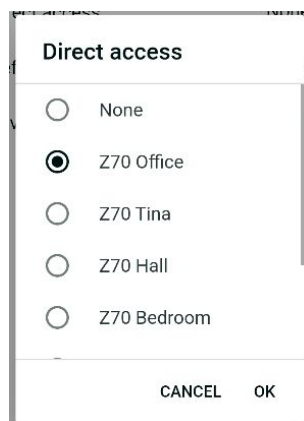 Direct access
None
Z70 Office
Z70 Tina
Z70 Hall
Z70 Bedroom
CANCEL
OK